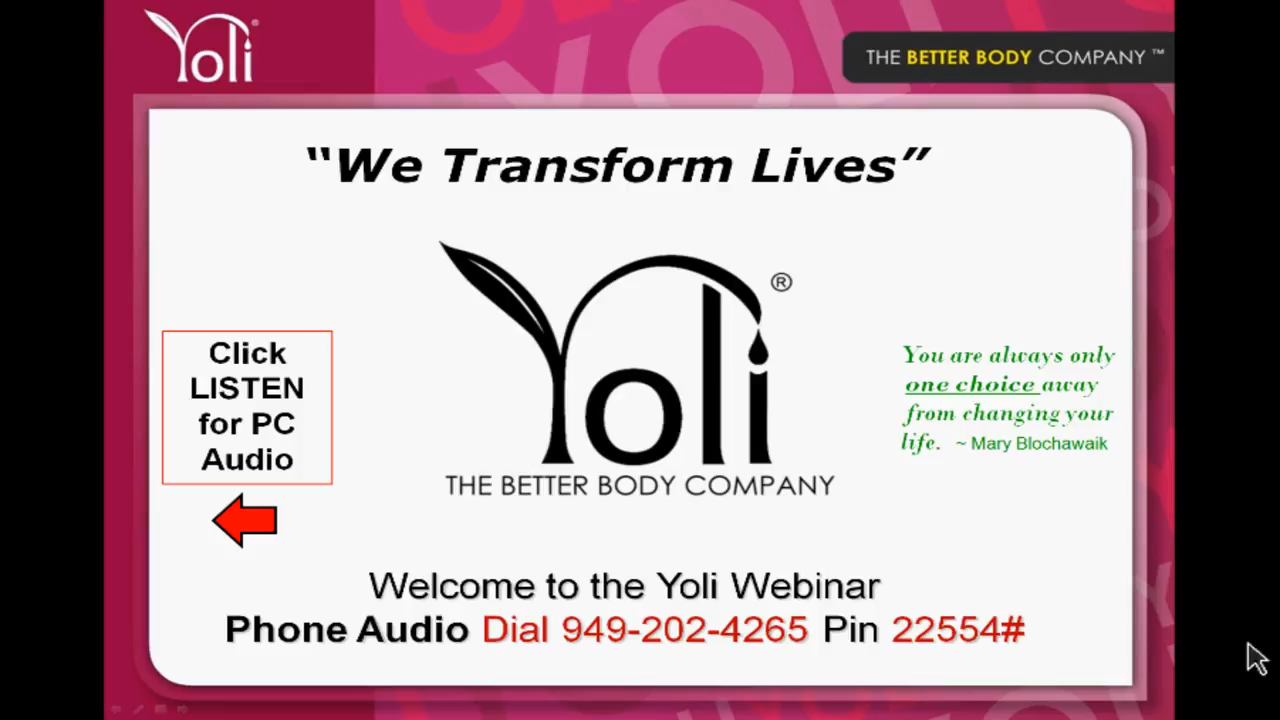 Yoli®
THE BETTER BODY COMPANY ™
“We Transform Lives”
Yoli®
THE BETTER BODY COMPANY
Click
LISTEN
for PC
Audio
You are always only
one choice away
from changing your
life. ~ Mary Blochawaik
Welcome to the Yoli Webinar
Phone Audio Dial 949-202-4265 Pin 22554#